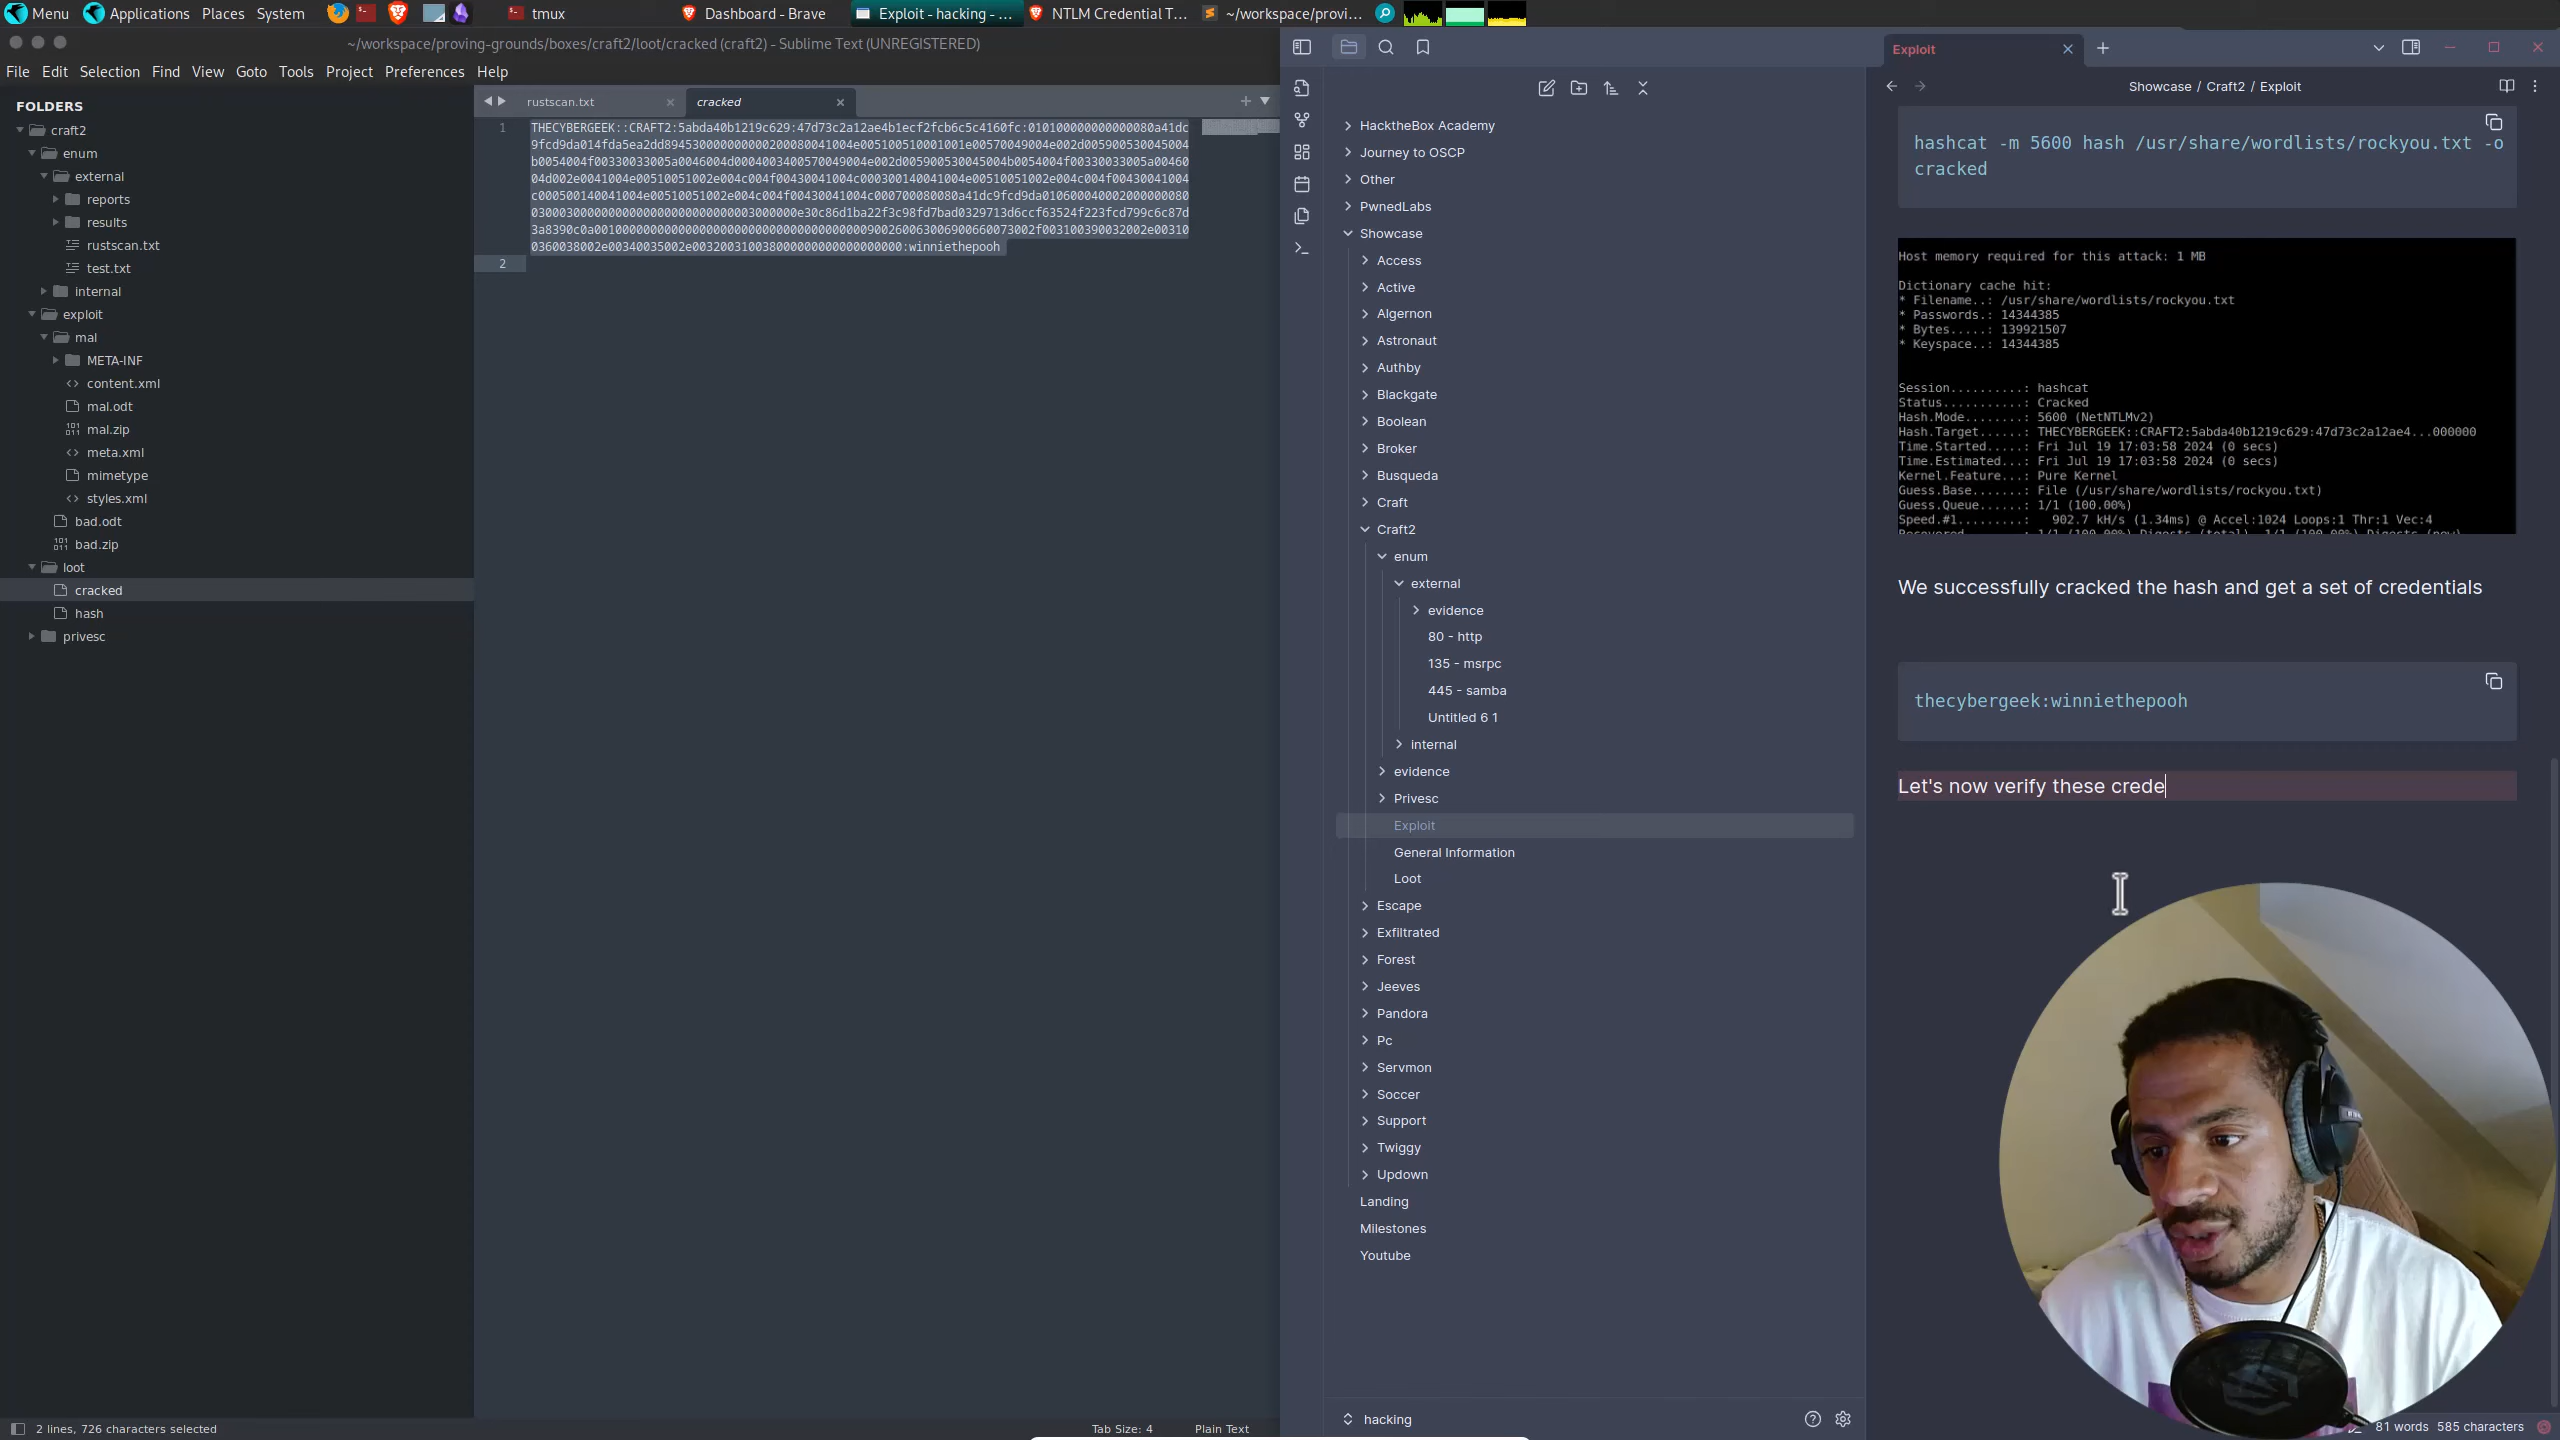 Menu Applications Places System tmux Dashboard - Brave Exploit - hacking - ... NTLM Credential T... ~/workspace/provi...
~/workspace/proving-grounds/boxes/craft2/loot/cracked (craft2) - Sublime Text (UNREGISTERED)
File Edit Selection Find View Goto Tools Project Preferences Help
FOLDERS
craft2
enum
external
reports
results
rustscan.txt
test.txt
internal
exploit
mal
META-INF
content.xml
mal.odt
mal.zip
meta.xml
mimetype
styles.xml
bad.odt
bad.zip
loot
cracked
hash
privesc
rustscan.txt cracked
1
2
:winniethepooh
2 lines, 726 characters selected Tab Size: 4 Plain Text
HacktheBox Academy
Journey to OSCP
Other
PwnedLabs
Showcase
Access
Active
Algernon
Astronaut
Authby
Blackgate
Boolean
Broker
Busqueda
Craft
Craft2
enum
external
evidence
80 - http
135 - msrpc
445 - samba
Untitled 6 1
internal
evidence
Privesc
Exploit
General Information
Loot
Escape
Exfiltrated
Forest
Jeeves
Pandora
Pc
Servmon
Soccer
Support
Twiggy
Updown
Landing
Milestones
Youtube
hacking
Exploit
Showcase / Craft2 / Exploit
hashcat -m 5600 hash /usr/share/wordlists/rockyou.txt -o
cracked
Host memory required for this attack: 1 MB
Dictionary cache hit:
* Filename..: /usr/share/wordlists/rockyou.txt
* Passwords.: 14344385
* Bytes.....: 139921507
* Keyspace..: 14344385
Session..........: hashcat
Status...........: Cracked
Hash.Mode........: 5600 (NetNTLMv2)
Hash.Target......: THECYBERGEEK::CRAFT2:5abda40b1219c629:47d73c2a12ae4...000000
Time.Started.....: Fri Jul 19 17:03:58 2024 (0 secs)
Time.Estimated...: Fri Jul 19 17:03:58 2024 (0 secs)
Kernel.Feature...: Pure Kernel
Guess.Base.......: File (/usr/share/wordlists/rockyou.txt)
Guess.Queue......: 1/1 (100.00%)
Speed.#1.........: 902.7 kH/s (1.34ms) @ Accel:1024 Loops:1 Thr:1 Vec:4
We successfully cracked the hash and get a set of credentials
thecybergeek:winniethepooh
Let's now verify these crede
81 words 585 characters